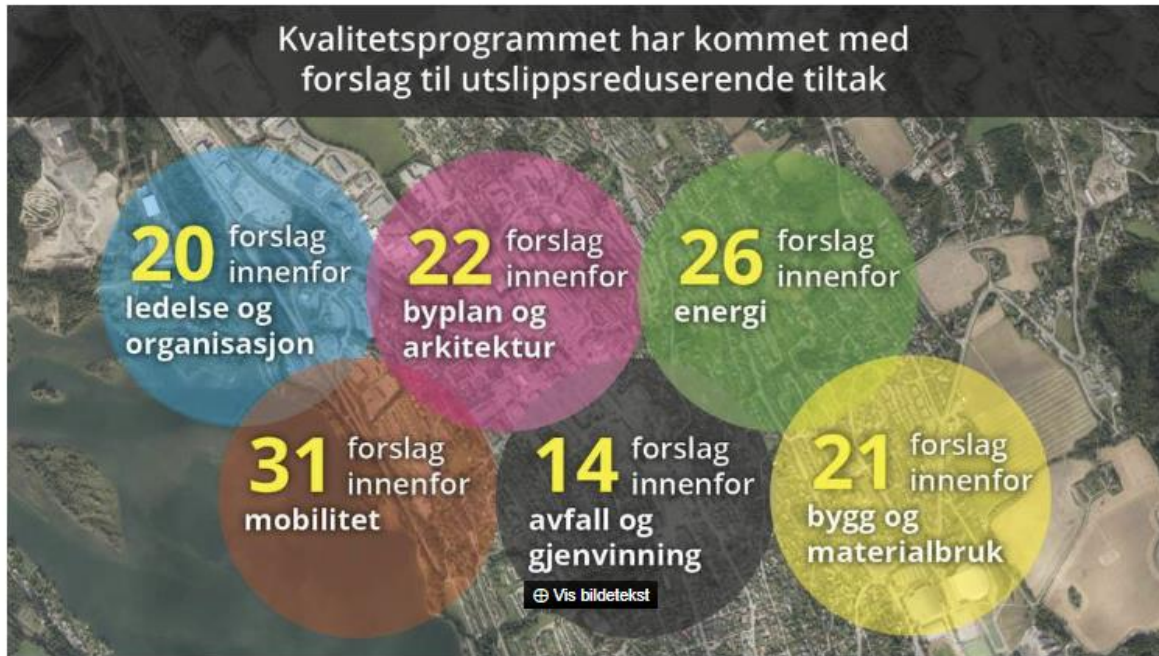 Kvalitetsprogrammet har kommet med
forslag til utslippsreduserende tiltak
20 forslag
innenfor
ledelse og
organisasjon
22 forslag
innenfor
byplan og
arkitektur
26 forslag
innenfor
energi
31 forslag
innenfor
mobilitet
14 forslag
innenfor
avfall og
gjenvinning
21 forslag
innenfor
bygg og
materialbruk
⊕ Vis bildetekst